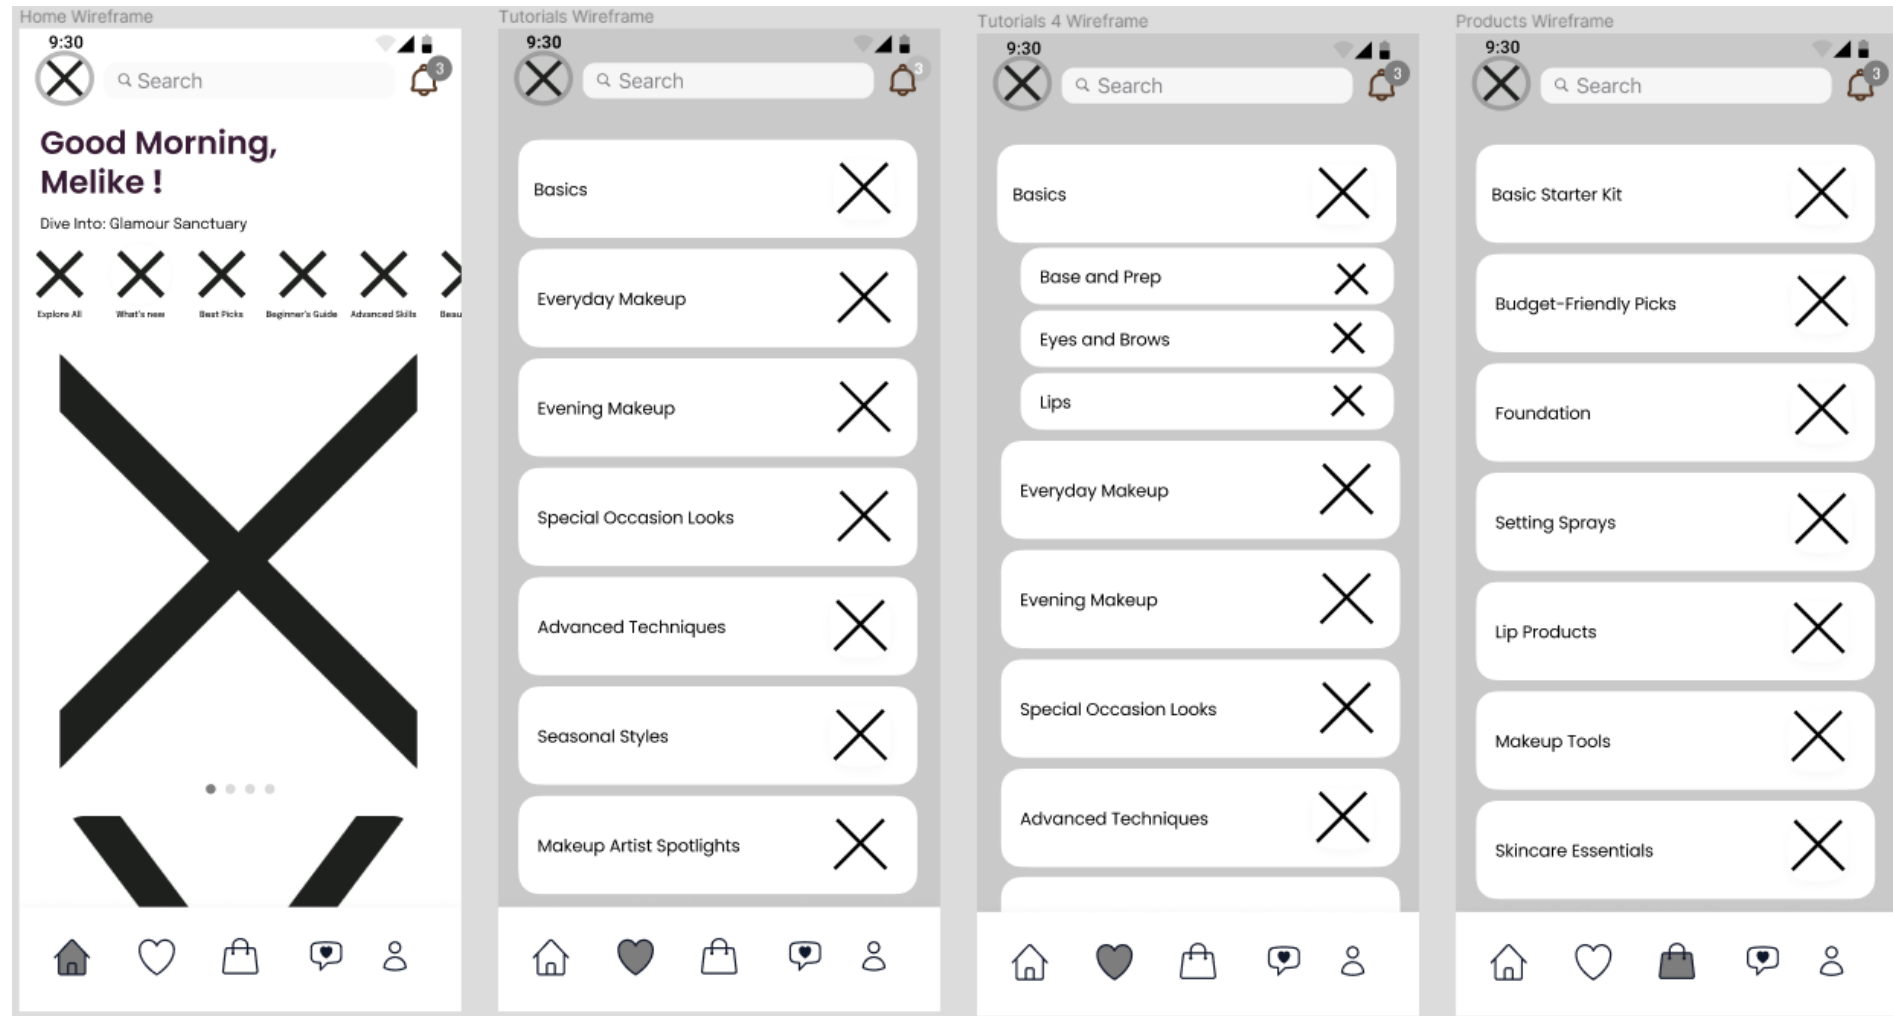 Home Wireframe
9:30
3
Search
Good Morning,
Melike !
Dive Into: Glamour Sanctuary
Explore All
What's new
Best Picks
Beginner's Guide
Advanced Skills
Beau
Tutorials Wireframe
9:30
3
Search
Basics
Everyday Makeup
Evening Makeup
Special Occasion Looks
Advanced Techniques
Seasonal Styles
Makeup Artist Spotlights
Tutorials 4 Wireframe
9:30
3
Search
Basics
Base and Prep
Eyes and Brows
Lips
Everyday Makeup
Evening Makeup
Special Occasion Looks
Advanced Techniques
Products Wireframe
9:30
3
Search
Basic Starter Kit
Budget-Friendly Picks
Foundation
Setting Sprays
Lip Products
Makeup Tools
Skincare Essentials